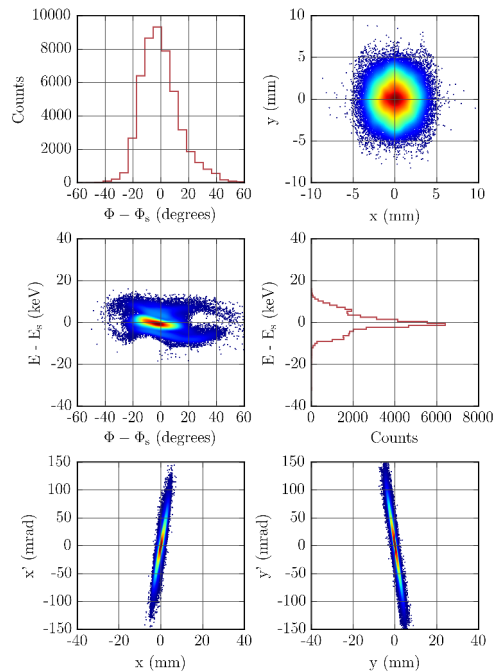 10000
8000
6000
4000
2000
0
Counts
-60 -40 -20 0 20 40 60
Φ − Φₛ (degrees)
10
5
0
-5
-10
y (mm)
-10 -5 0 5 10
x (mm)
40
20
0
-20
-40
E - Eₛ (keV)
-60 -40 -20 0 20 40 60
Φ − Φₛ (degrees)
40
20
0
-20
-40
E - Eₛ (keV)
0 2000 4000 6000 8000
Counts
150
100
50
0
-50
-100
-150
x' (mrad)
-40 -20 0 20 40
x (mm)
150
100
50
0
-50
-100
-150
y' (mrad)
-40 -20 0 20 40
y (mm)